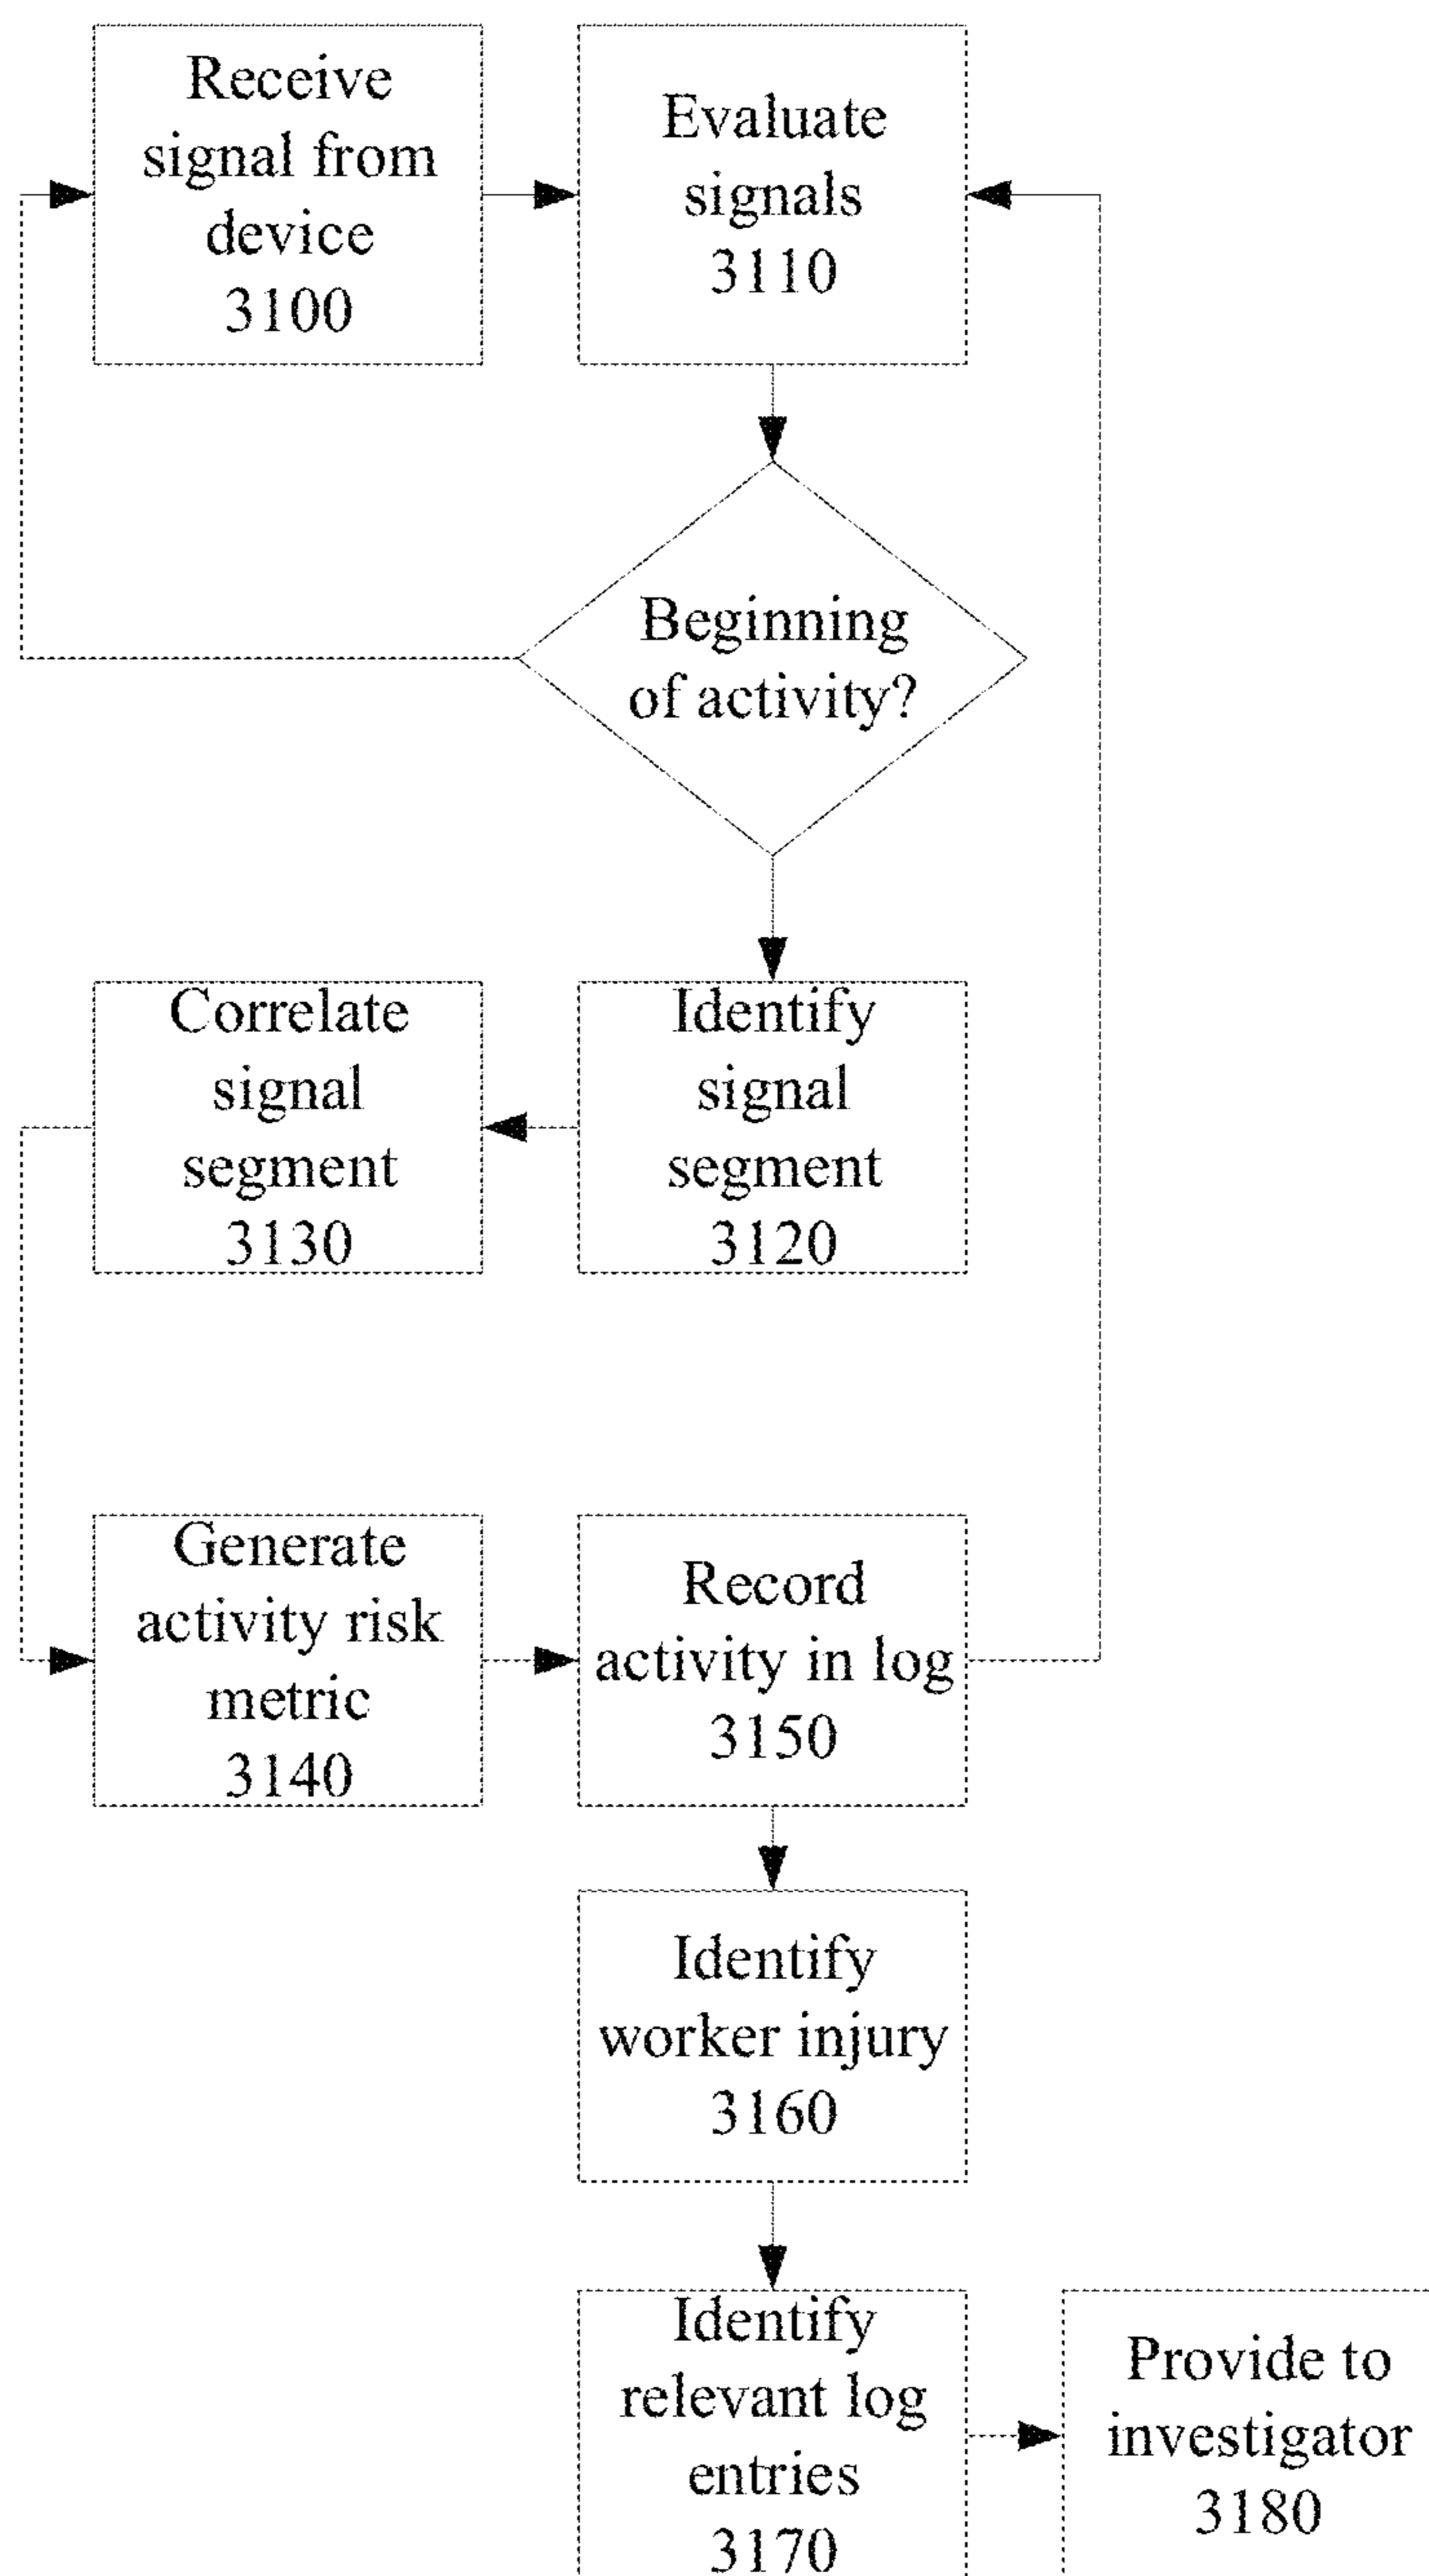 Receive
signal from
device
3100
Evaluate
signals
3110
Beginning
of activity?
Correlate
signal
segment
3130
Identify
signal
segment
3120
Generate
activity risk
metric
3140
Record
activity in log
3150
Identify
worker injury
3160
Identify
relevant log
entries
3170
Provide to
investigator
3180